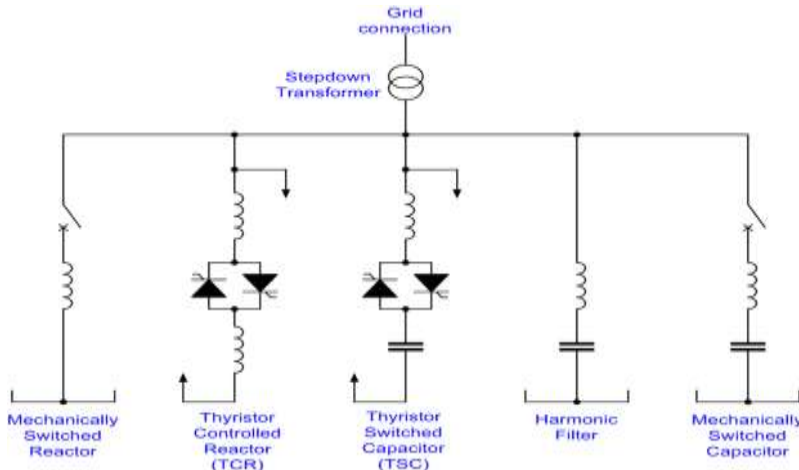 Grid
connection
Stepdown
Transformer
Mechanically
Switched
Reactor
Thyristor
Controlled
Reactor
(TCR)
Thyristor
Switched
Capacitor
(TSC)
Harmonic
Filter
Mechanically
Switched
Capacitor